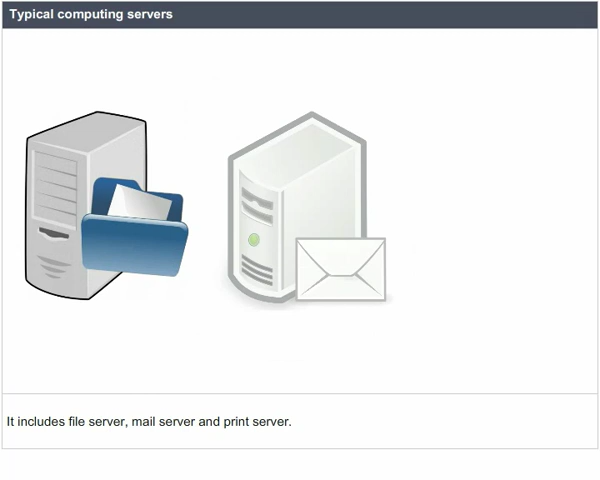 Typical computing servers
It includes file server, mail server and print server.